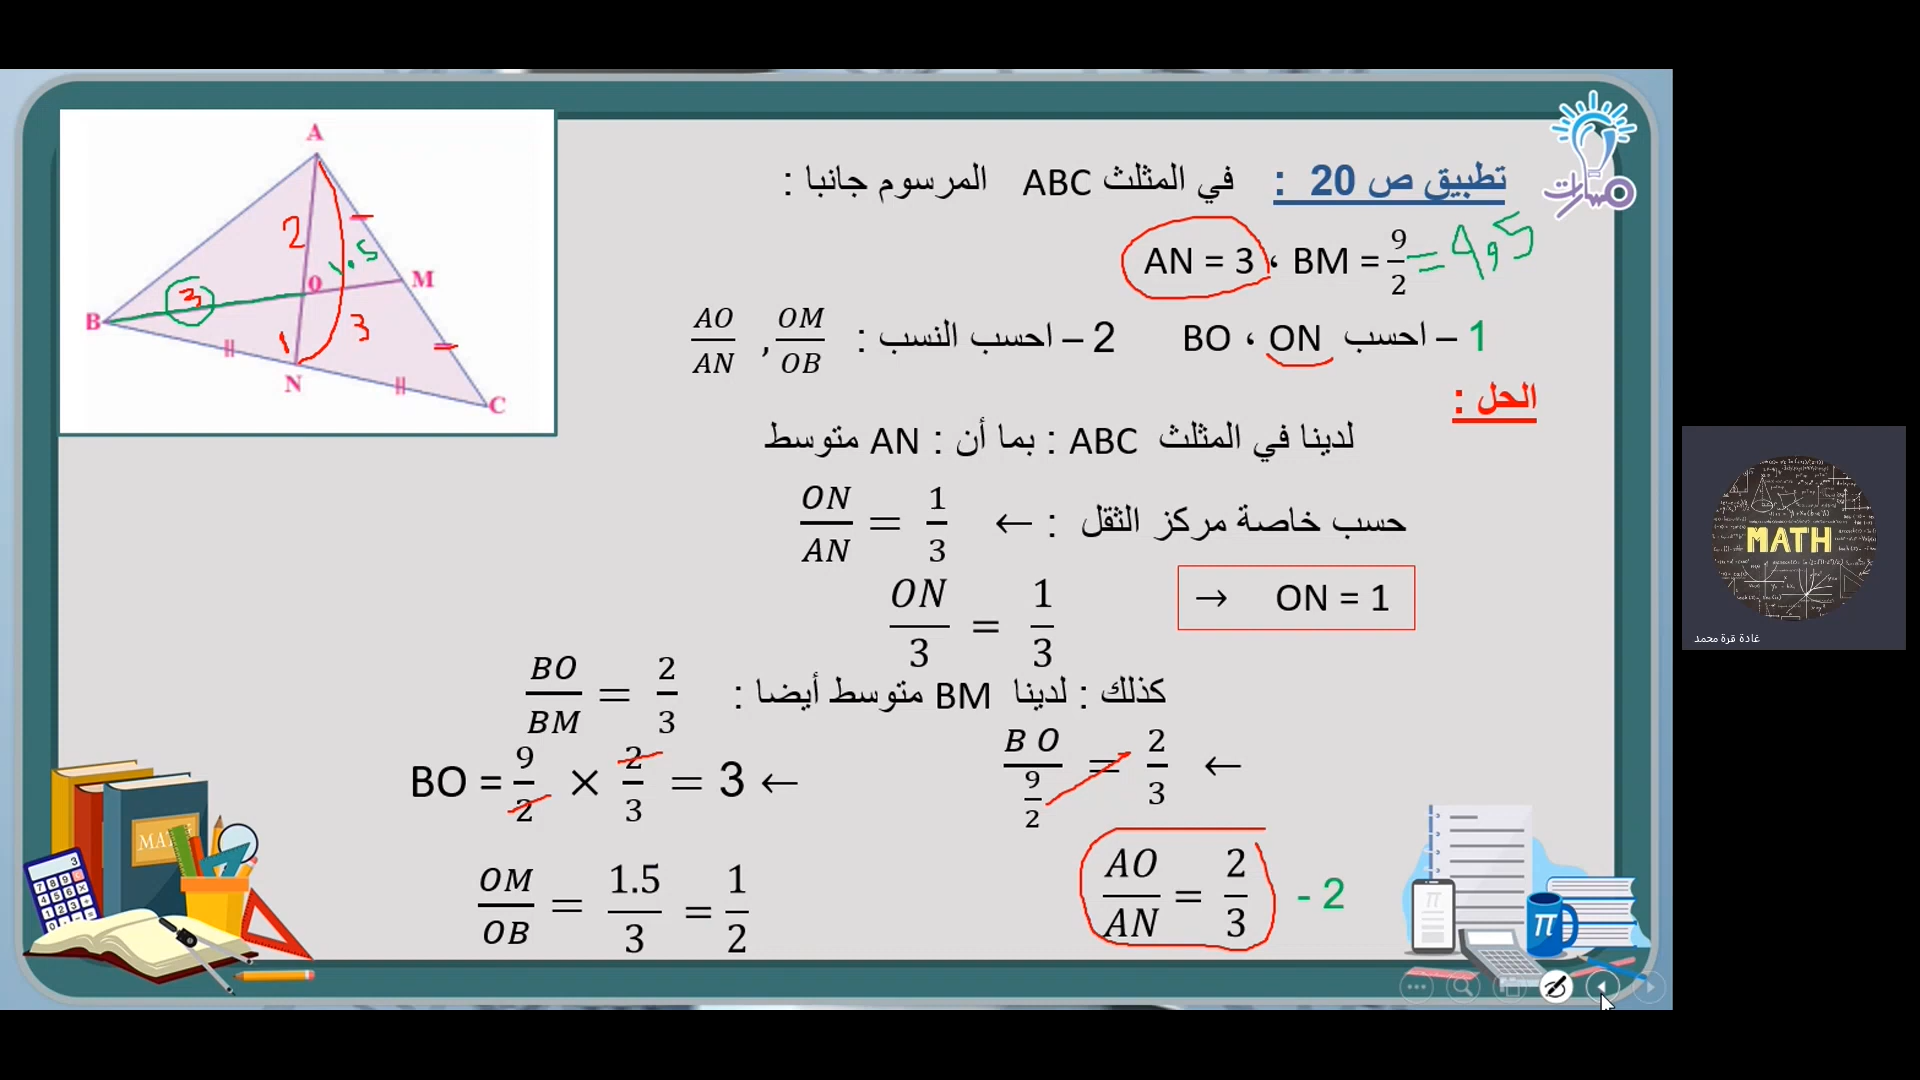 تطبيق ص 20 : في المثلث ABC المرسوم جانبا :
AN = 3 ، BM = 9/2 = 4,5
1 – احسب ON ، BO 2 – احسب النسب : OM/OB , AO/AN
الحل :
لدينا في المثلث ABC : بما أن : AN متوسط
حسب خاصة مركز الثقل : ← ON/AN = 1/3
ON/3 = 1/3 → ON = 1
كذلك : لدينا BM متوسط أيضا : BO/BM = 2/3
← B O/(9/2) = 2/3
BO = 9/2 × 2/3 = 3 ←
2 - AO/AN = 2/3
OM/OB = 1.5/3 = 1/2
A
2
1.5
O
M
3
B
1
3
N
C
مسارات
MATH
غادة قرة محمد
MATH
π
π